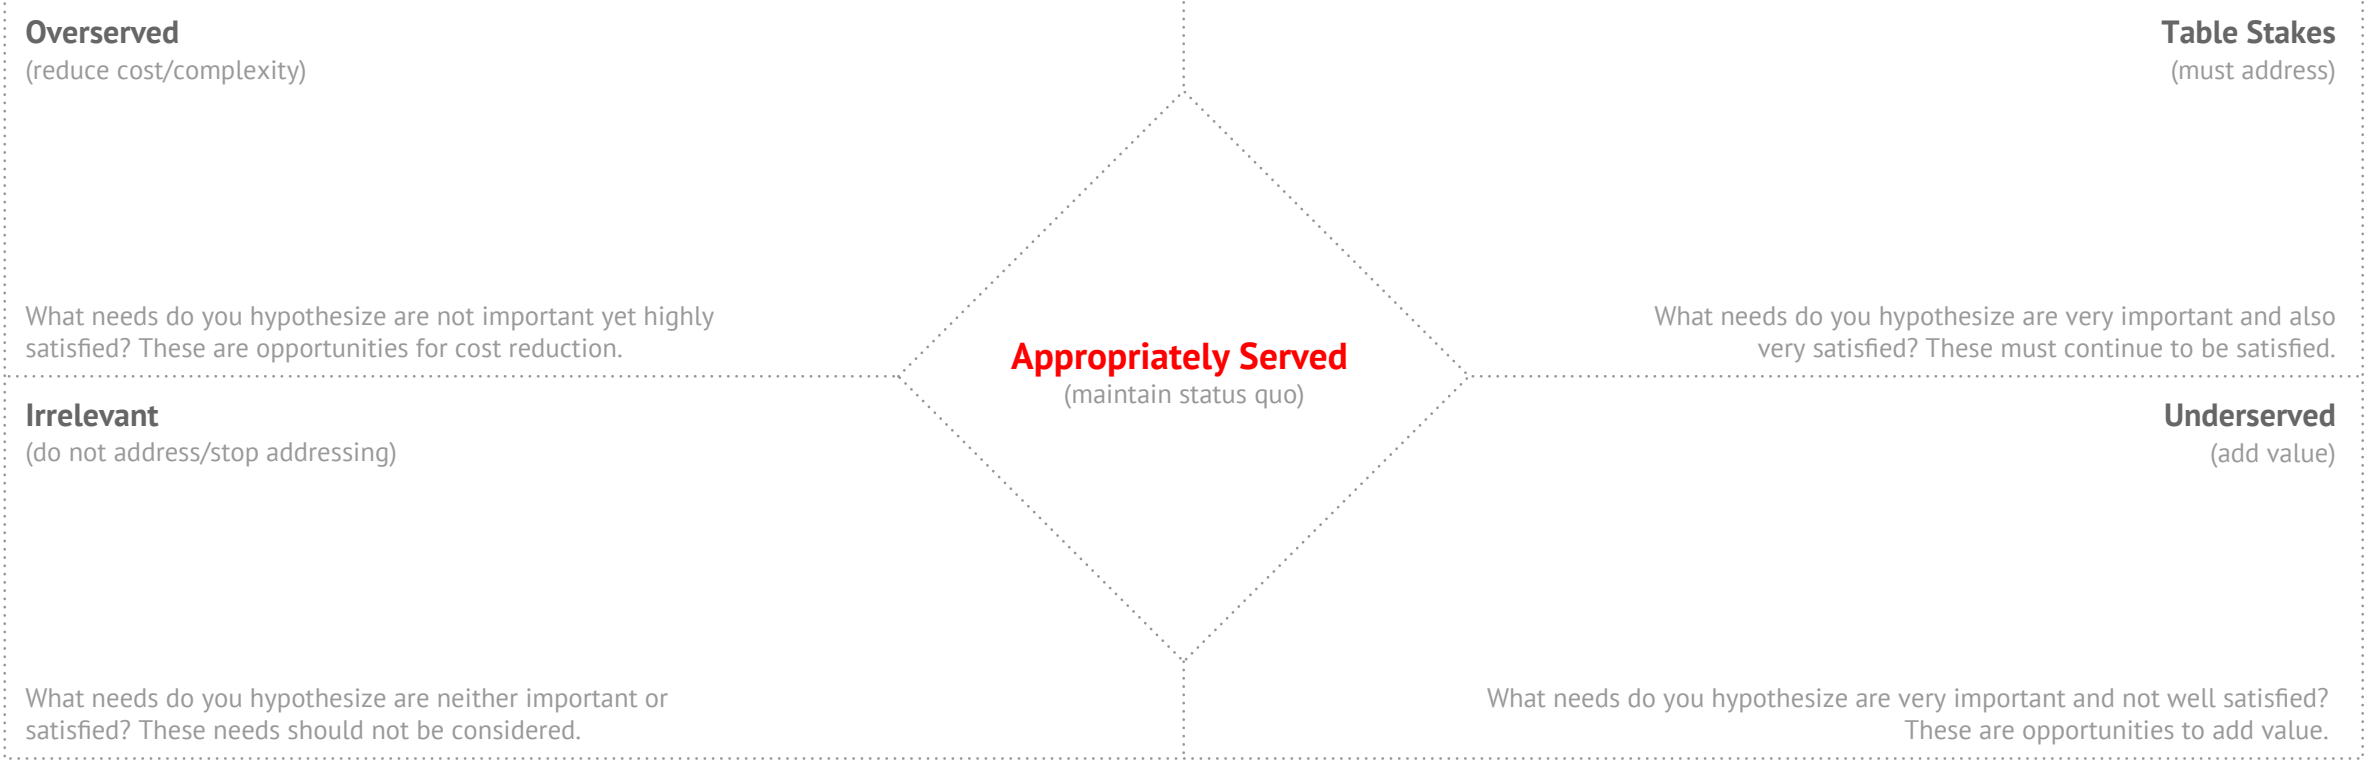 Overserved
(reduce cost/complexity)
What needs do you hypothesize are not important yet highly
satisfied? These are opportunities for cost reduction.
Table Stakes
(must address)
What needs do you hypothesize are very important and also
very satisfied? These must continue to be satisfied.
Appropriately Served
(maintain status quo)
Irrelevant
(do not address/stop addressing)
What needs do you hypothesize are neither important or
satisfied? These needs should not be considered.
Underserved
(add value)
What needs do you hypothesize are very important and not well satisfied?
These are opportunities to add value.